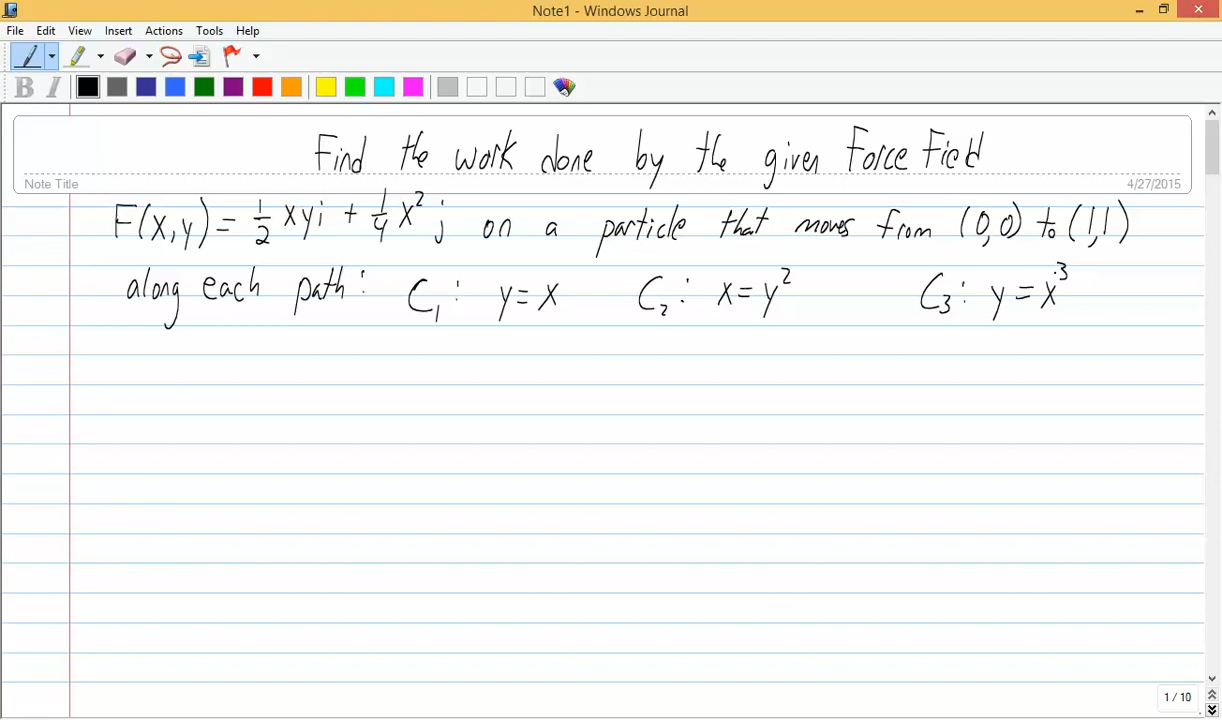 Note1 - Windows Journal
File Edit View Insert Actions Tools Help
B I
Find the work done by the given Force Field
Note Title
4/27/2015
F(x,y) = 1/2 xyi + 1/4 x² j on a particle that moves from (0,0) to (1,1)
along each path: C₁: y = x C₂: x = y² C₃: y = x³
1 / 10